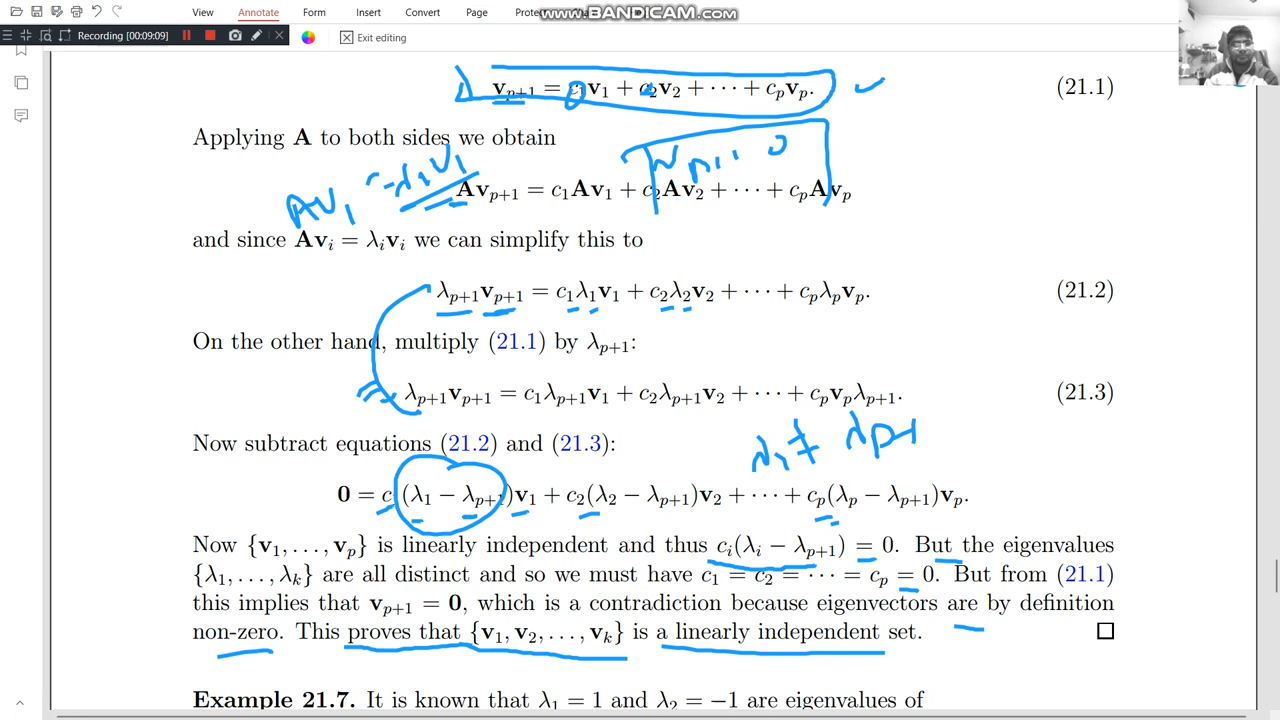 View Annotate Form Insert Convert Page Protect
www.BANDICAM.com
Recording [00:09:09] Exit editing
v_{p+1} = c_1v_1 + c_2v_2 + ⋯ + c_pv_p. (21.1)
Applying A to both sides we obtain
Av_1 = λ_1v_1
Av_{p+1} = c_1Av_1 + c_2Av_2 + ⋯ + c_pAv_p
and since Av_i = λ_iv_i we can simplify this to
λ_{p+1}v_{p+1} = c_1λ_1v_1 + c_2λ_2v_2 + ⋯ + c_pλ_pv_p. (21.2)
On the other hand, multiply (21.1) by λ_{p+1}:
λ_{p+1}v_{p+1} = c_1λ_{p+1}v_1 + c_2λ_{p+1}v_2 + ⋯ + c_pv_pλ_{p+1}. (21.3)
Now subtract equations (21.2) and (21.3):
0 = c_1(λ_1 − λ_{p+1})v_1 + c_2(λ_2 − λ_{p+1})v_2 + ⋯ + c_p(λ_p − λ_{p+1})v_p.
Now {v_1, . . . , v_p} is linearly independent and thus c_i(λ_i − λ_{p+1}) = 0. But the eigenvalues
{λ_1, . . . , λ_k} are all distinct and so we must have c_1 = c_2 = ⋯ = c_p = 0. But from (21.1)
this implies that v_{p+1} = 0, which is a contradiction because eigenvectors are by definition
non-zero. This proves that {v_1, v_2, . . . , v_k} is a linearly independent set. □
Example 21.7. It is known that λ_1 = 1 and λ_2 = −1 are eigenvalues of